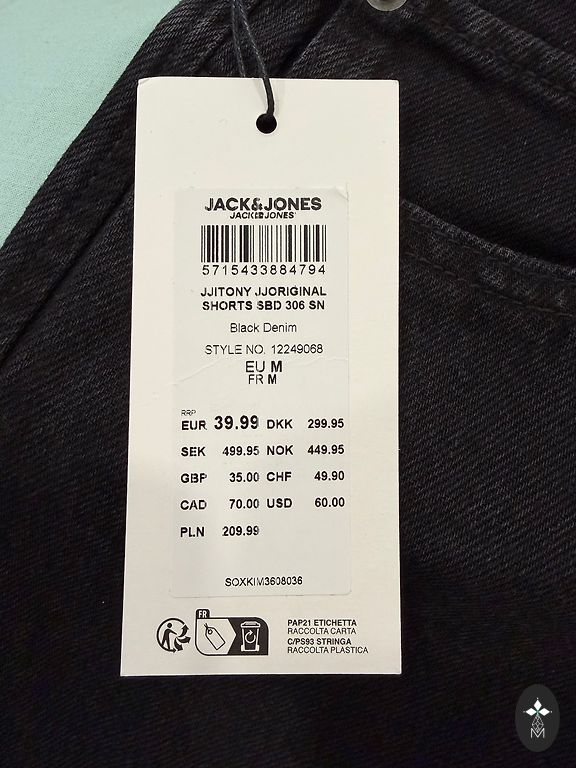 JACK&JONES
JACK&JONES
5715433884794
JJITONY JJORIGINAL
SHORTS SBD 306 SN
Black Denim
STYLE NO. 12249068
EU M
FR M
RRP
EUR 39.99 DKK 299.95
SEK 499.95 NOK 449.95
GBP 35.00 CHF 49.90
CAD 70.00 USD 60.00
PLN 209.99
SOXKIM3608036
FR
PAP21 ETICHETTA
RACCOLTA CARTA
C/PS93 STRINGA
RACCOLTA PLASTICA
M